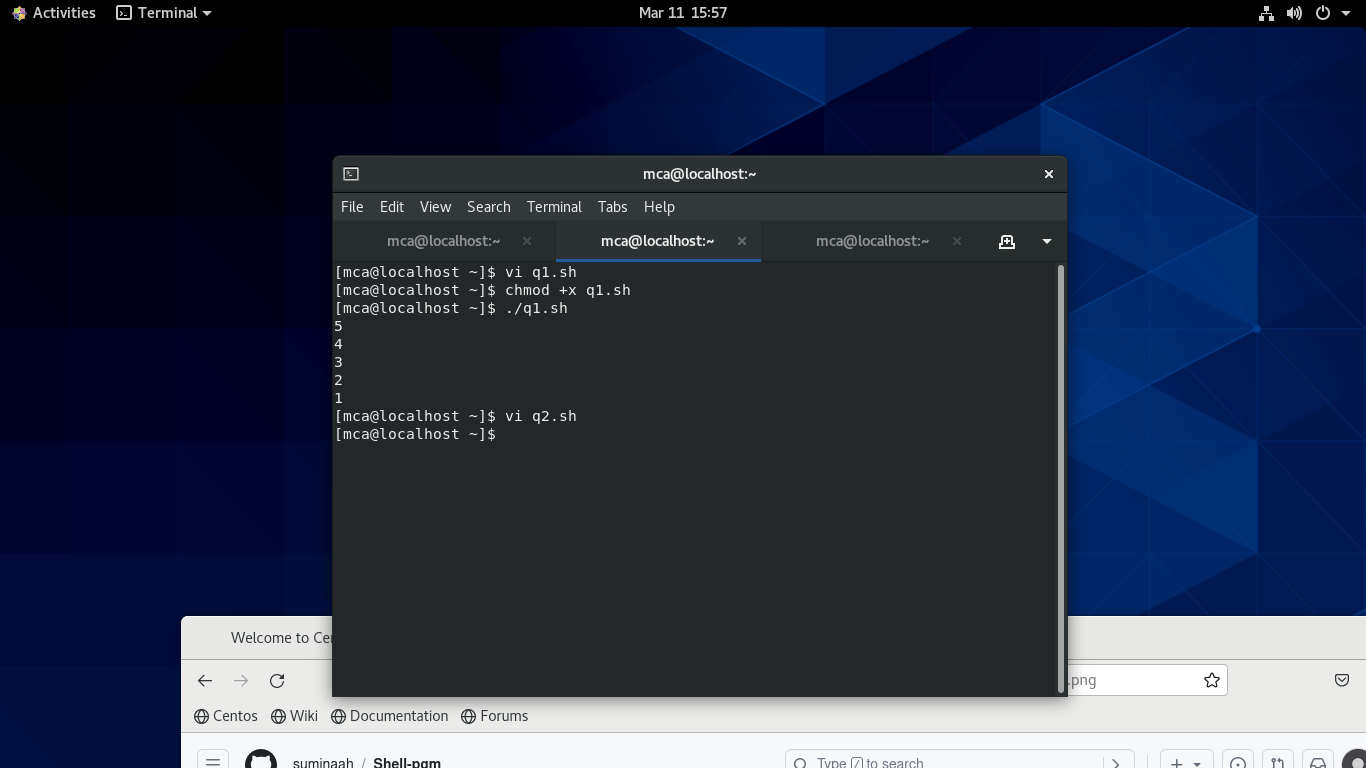 Activities Terminal Mar 11 15:57
mca@localhost:~
File Edit View Search Terminal Tabs Help
mca@localhost:~ mca@localhost:~ mca@localhost:~
[mca@localhost ~]$ vi q1.sh
[mca@localhost ~]$ chmod +x q1.sh
[mca@localhost ~]$ ./q1.sh
5
4
3
2
1
[mca@localhost ~]$ vi q2.sh
[mca@localhost ~]$
Welcome to
.png
Centos Wiki Documentation Forums
suminaah / Shell-pgm Type / to search